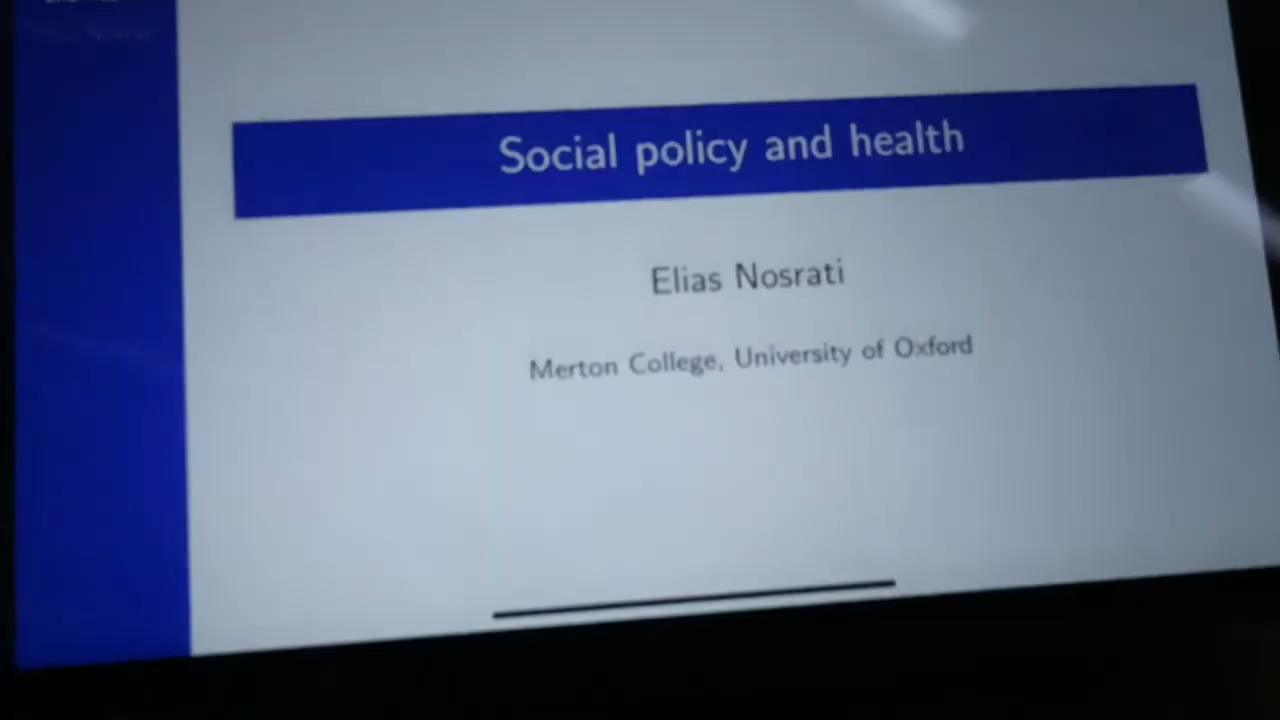 Social policy and health
Elias Nosrati
Merton College, University of Oxford